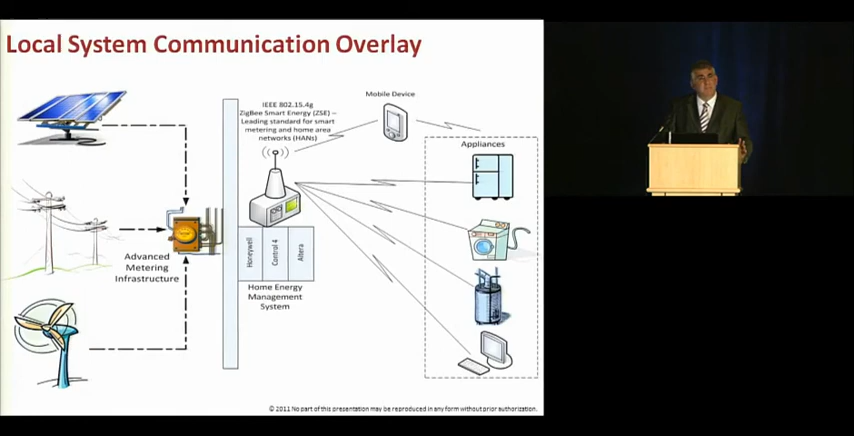 Local System Communication Overlay
IEEE 802.15.4g
ZigBee Smart Energy (ZSE) –
Leading standard for smart
metering and home area
networks (HANs)
Mobile Device
Appliances
Advanced
Metering
Infrastructure
Honeywell
Control 4
Altera
Home Energy
Management
System
© 2011 No part of this presentation may be reproduced in any form without prior authorization.